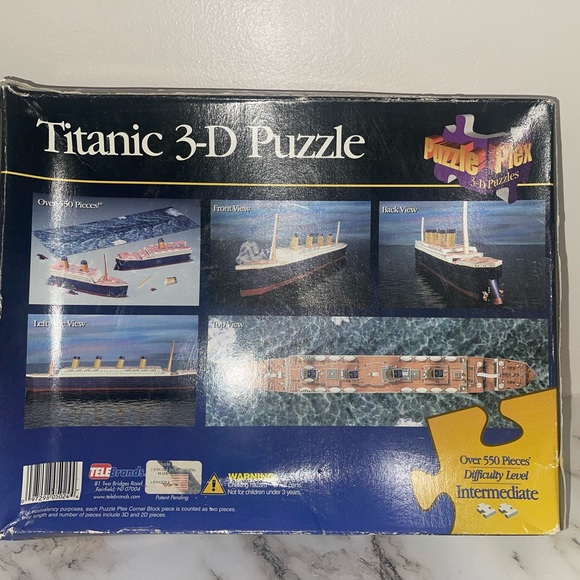 Titanic 3-D Puzzle
Puzzle Plex
3-D Puzzles
Over 550 Pieces!*
Front View
Back View
Left Side View
Top View
Over 550 Pieces*
Difficulty Level
Intermediate
TELEBrands
81 Two Bridges Road
Fairfield, NJ 07004
www.telebrands.com
Patent Pending
WARNING
Not for children under 3 years.
purposes, each Puzzle Plex Corner Block piece is counted as two pieces.
length and number of pieces include 3D and 2D pieces.